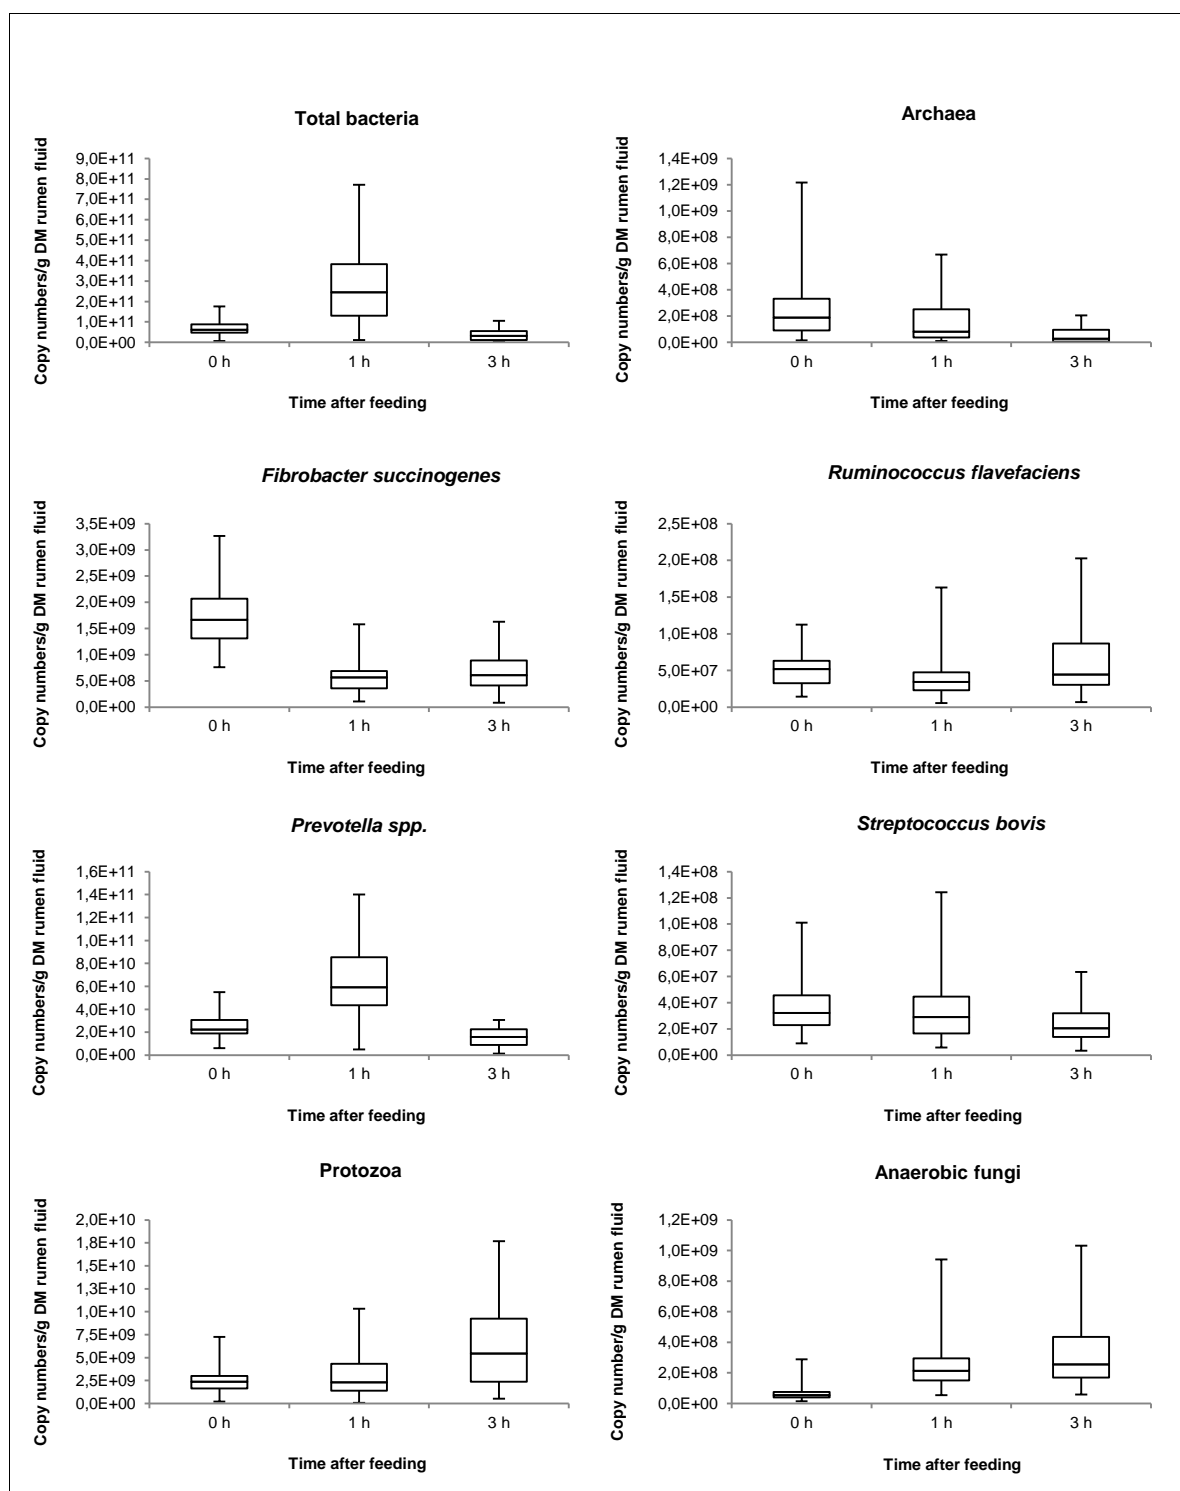 Total bacteria
Copy numbers/g DM rumen fluid
9,0E+11
8,0E+11
7,0E+11
6,0E+11
5,0E+11
4,0E+11
3,0E+11
2,0E+11
1,0E+11
0,0E+00
0 h 1 h 3 h
Time after feeding
Archaea
Copy numbers/g DM rumen fluid
1,4E+09
1,2E+09
1,0E+09
8,0E+08
6,0E+08
4,0E+08
2,0E+08
0,0E+00
0 h 1 h 3 h
Time after feeding
Fibrobacter succinogenes
Copy numbers/g DM rumen fluid
3,5E+09
3,0E+09
2,5E+09
2,0E+09
1,5E+09
1,0E+09
5,0E+08
0,0E+00
0 h 1 h 3 h
Time after feeding
Ruminococcus flavefaciens
Copy numbers/g DM rumen fluid
2,5E+08
2,0E+08
1,5E+08
1,0E+08
5,0E+07
0,0E+00
0 h 1 h 3 h
Time after feeding
Prevotella spp.
Copy numbers/g DM rumen fluid
1,6E+11
1,4E+11
1,2E+11
1,0E+11
8,0E+10
6,0E+10
4,0E+10
2,0E+10
0,0E+00
0 h 1 h 3 h
Time after feeding
Streptococcus bovis
Copy numbers/g DM rumen fluid
1,4E+08
1,2E+08
1,0E+08
8,0E+07
6,0E+07
4,0E+07
2,0E+07
0,0E+00
0 h 1 h 3 h
Time after feeding
Protozoa
Copy numbers/g DM rumen fluid
2,0E+10
1,8E+10
1,5E+10
1,3E+10
1,0E+10
7,5E+09
5,0E+09
2,5E+09
0,0E+00
0 h 1 h 3 h
Time after feeding
Anaerobic fungi
Copy number/g DM rumen fluid
1,2E+09
1,0E+09
8,0E+08
6,0E+08
4,0E+08
2,0E+08
0,0E+00
0 h 1 h 3 h
Time after feeding